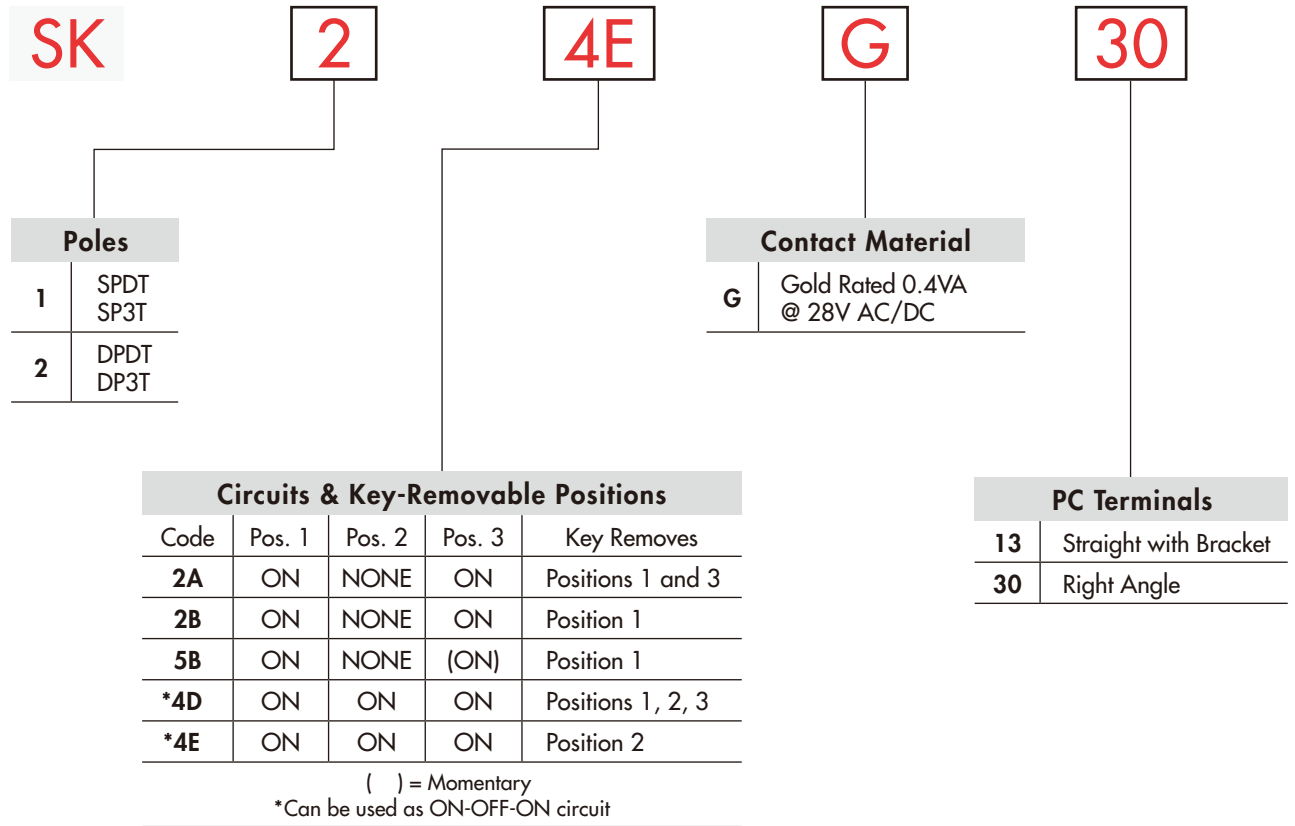 SK 2 4E G 30
Poles
1 SPDT
SP3T
2 DPDT
DP3T
Contact Material
G Gold Rated 0.4VA
@ 28V AC/DC
Circuits & Key-Removable Positions
Code Pos. 1 Pos. 2 Pos. 3 Key Removes
2A ON NONE ON Positions 1 and 3
2B ON NONE ON Position 1
5B ON NONE (ON) Position 1
*4D ON ON ON Positions 1, 2, 3
*4E ON ON ON Position 2
( ) = Momentary
*Can be used as ON-OFF-ON circuit
PC Terminals
13 Straight with Bracket
30 Right Angle